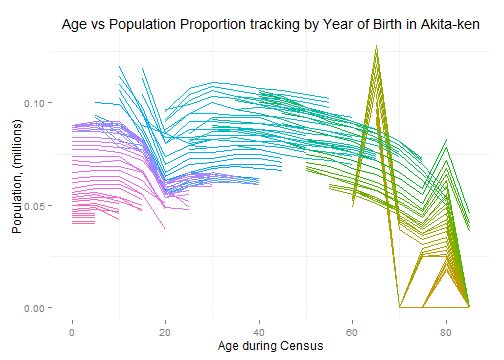 Age vs Population Proportion tracking by Year of Birth in Akita-ken
Population, (millions)
0.10
0.05
0.00
0
20
40
60
80
Age during Census